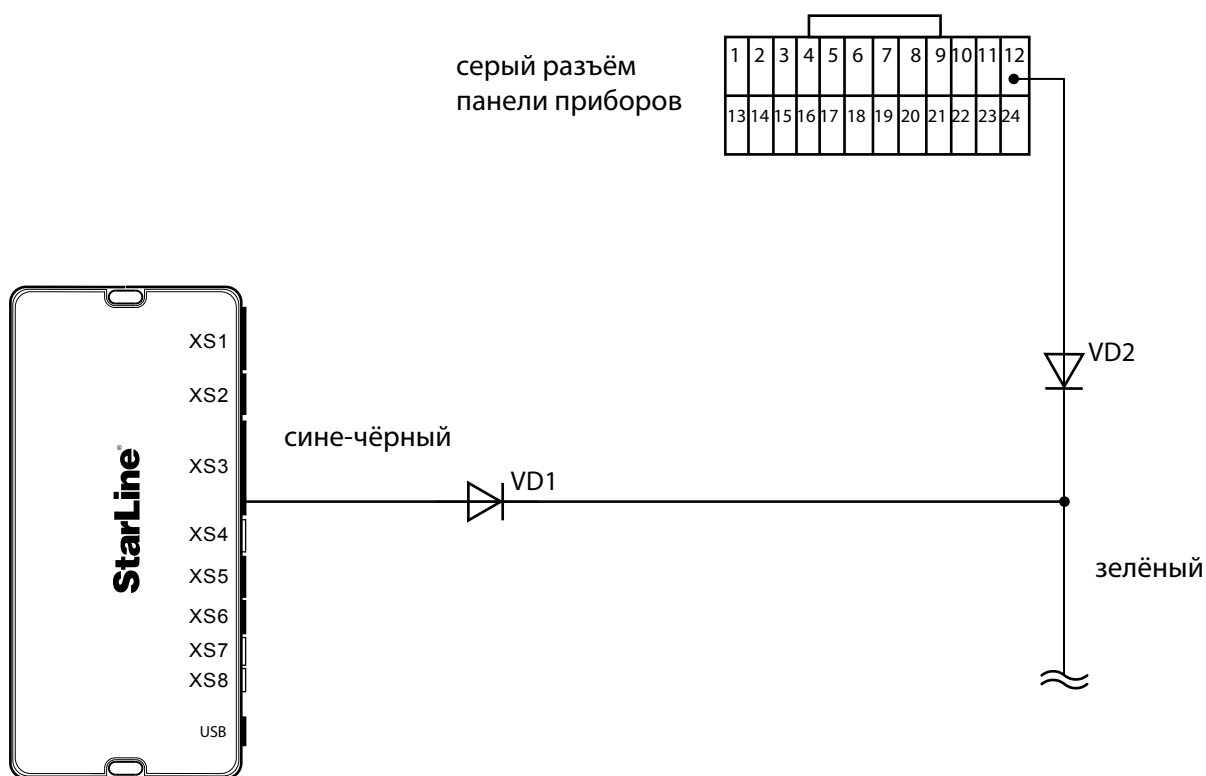 серый разъём
панели приборов
1 2 3 4 5 6 7 8 9 10 11 12
13 14 15 16 17 18 19 20 21 22 23 24
XS1
XS2
XS3
XS4
XS5
XS6
XS7
XS8
USB
StarLine®
сине-чёрный
VD1
VD2
зелёный